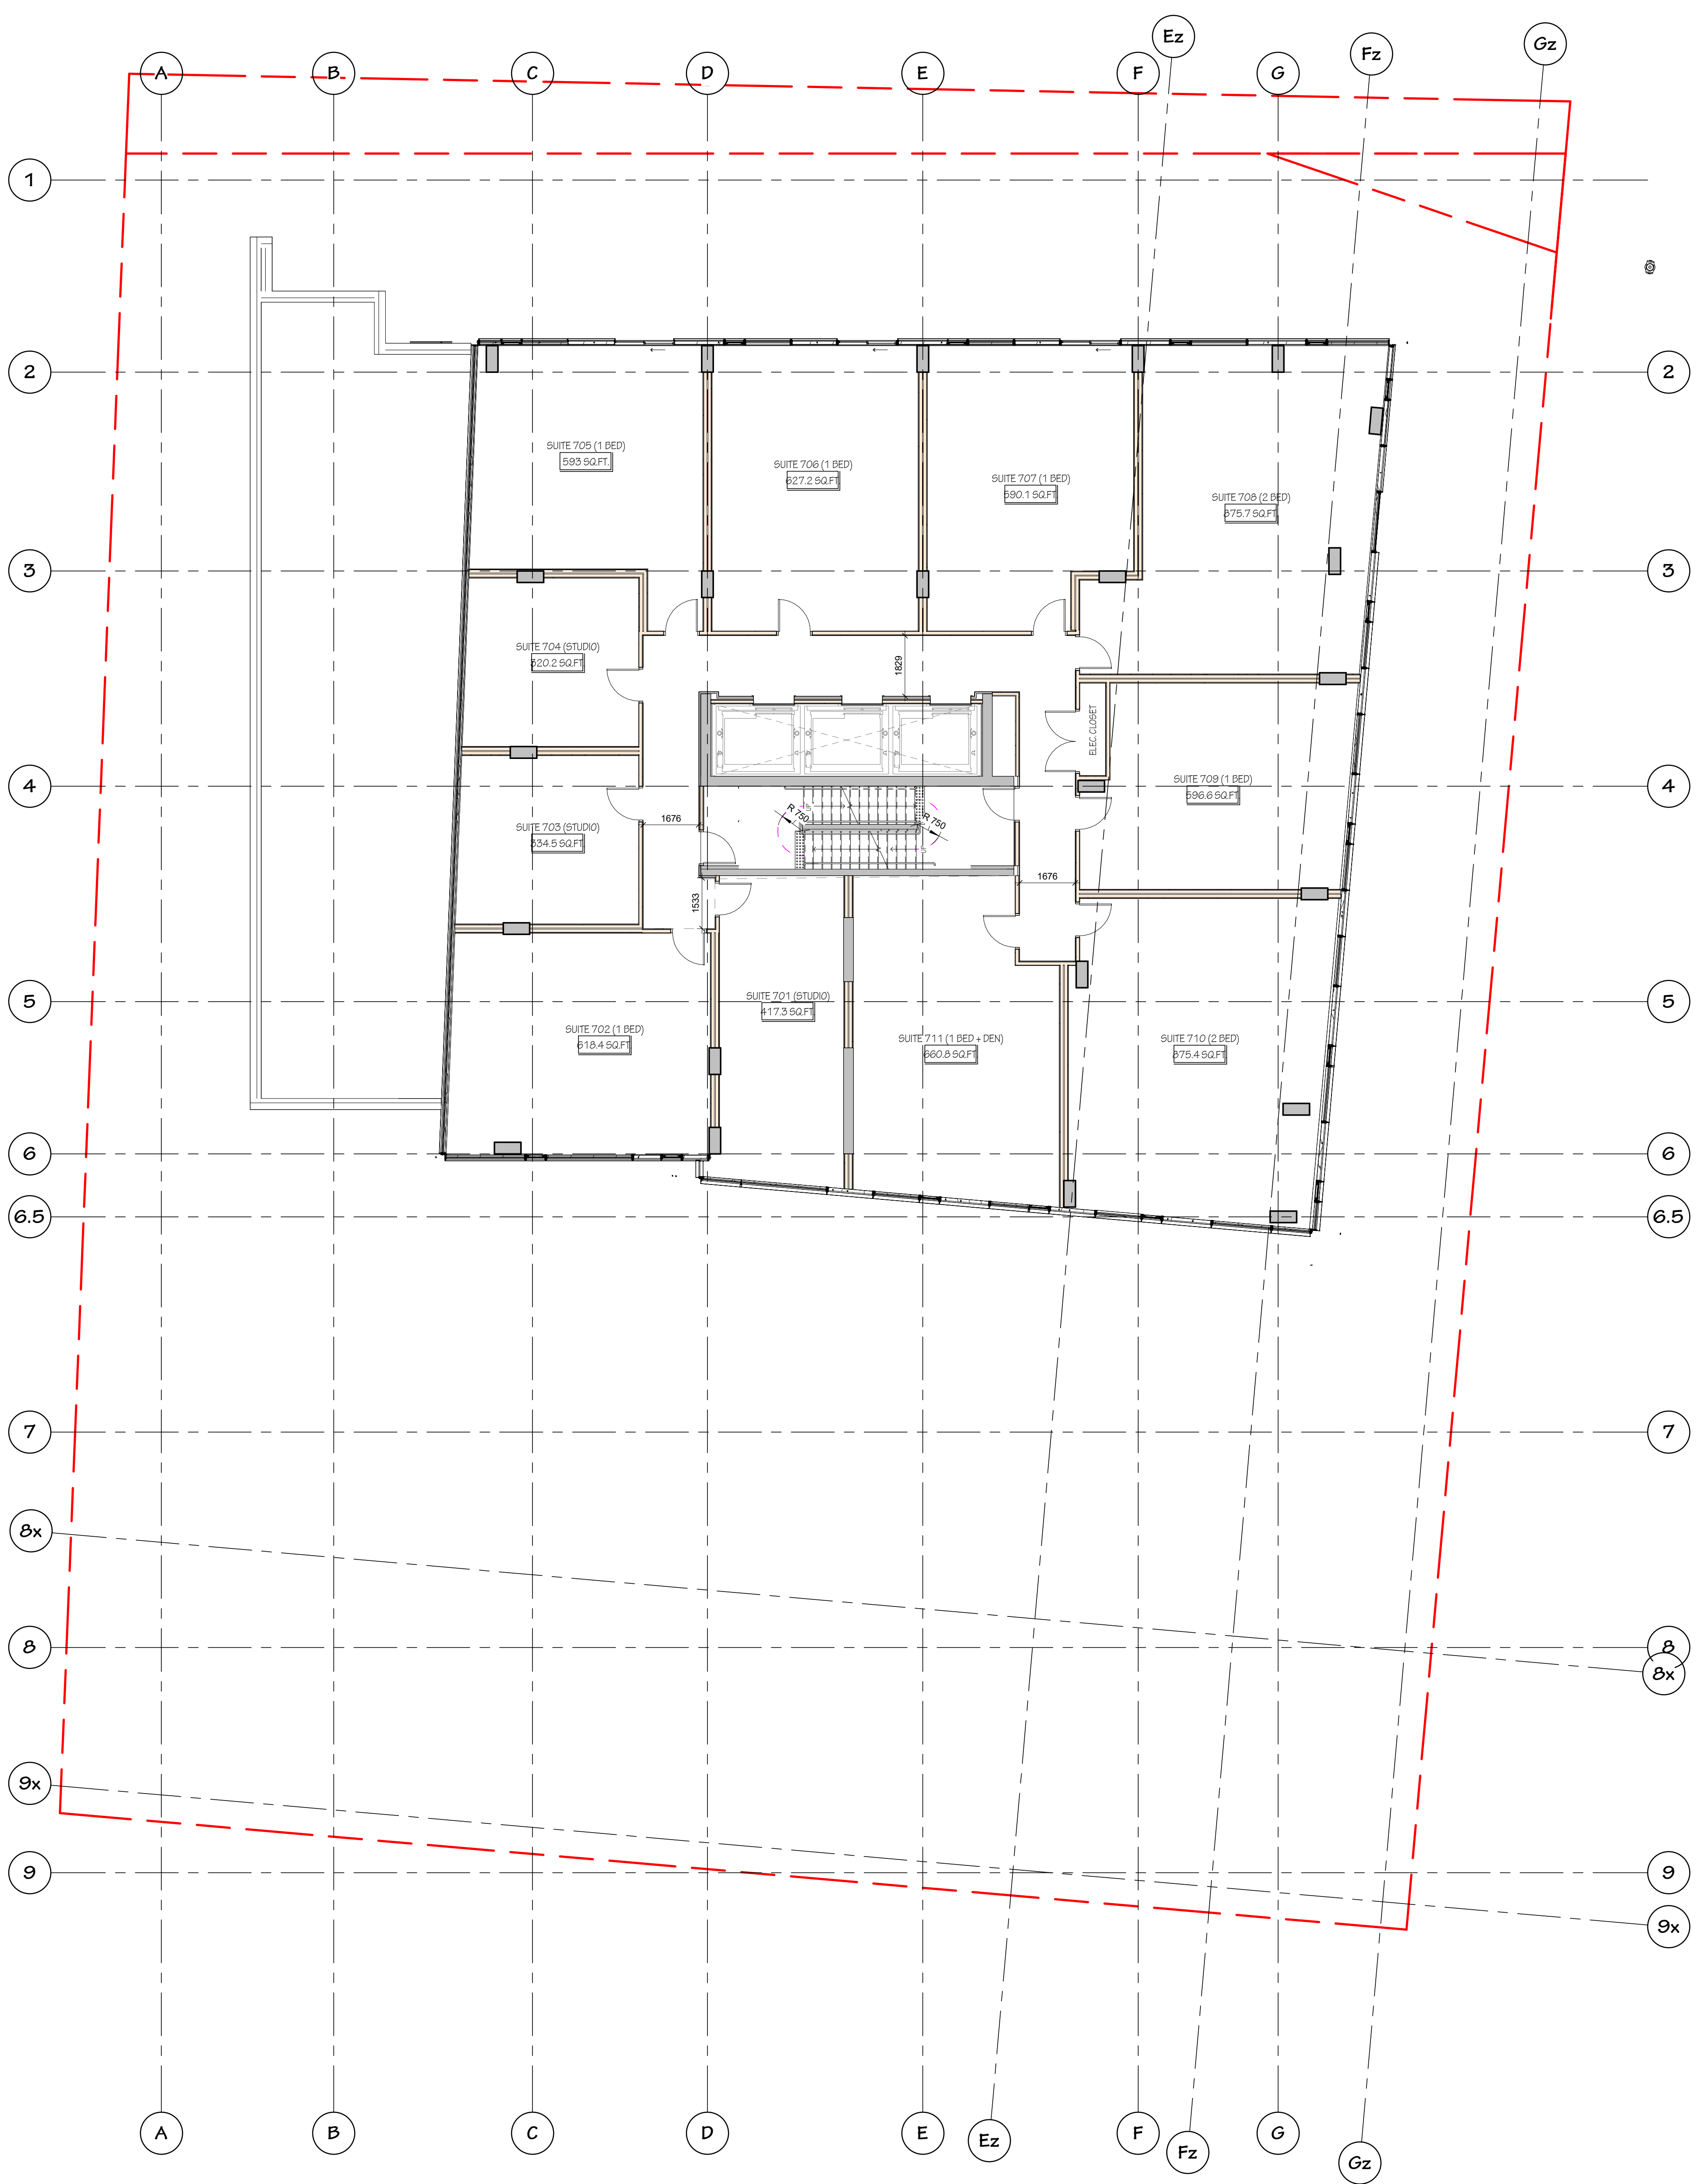 Ez
Gz
Fz
A
B
C
D
E
F
G
1
2
2
SUITE 705 (1 BED)
593 SQ.FT.
SUITE 706 (1 BED)
627.2 SQ.FT.
SUITE 707 (1 BED)
590.1 SQ.FT.
SUITE 708 (2 BED)
875.7 SQ.FT.
3
3
SUITE 704 (STUDIO)
320.2 SQ.FT.
1829
ELEC. CLOSET
4
4
SUITE 709 (1 BED)
596.6 SQ.FT.
R 750
R 750
SUITE 703 (STUDIO)
334.5 SQ.FT.
1676
1676
1533
5
5
SUITE 701 (STUDIO)
417.3 SQ.FT.
SUITE 702 (1 BED)
618.4 SQ.FT.
SUITE 711 (1 BED + DEN)
660.8 SQ.FT.
SUITE 710 (2 BED)
875.4 SQ.FT.
6
6
6.5
6.5
7
7
8x
8
8
8x
9x
9
9
9x
A
B
C
D
E
Ez
F
Fz
G
Gz